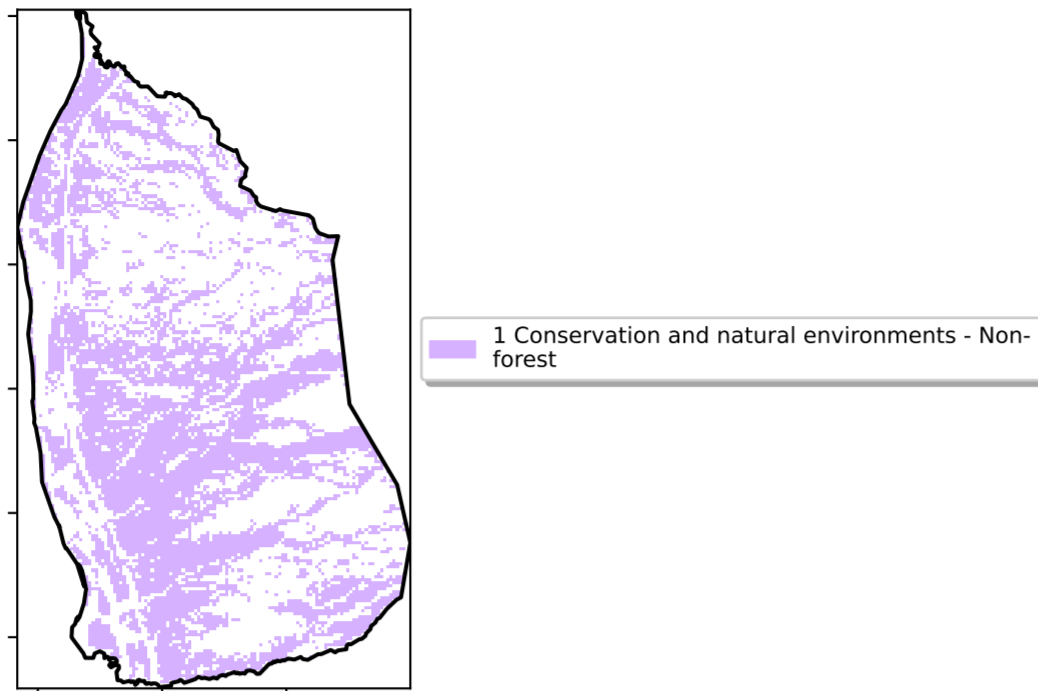 1 Conservation and natural environments - Non-
forest